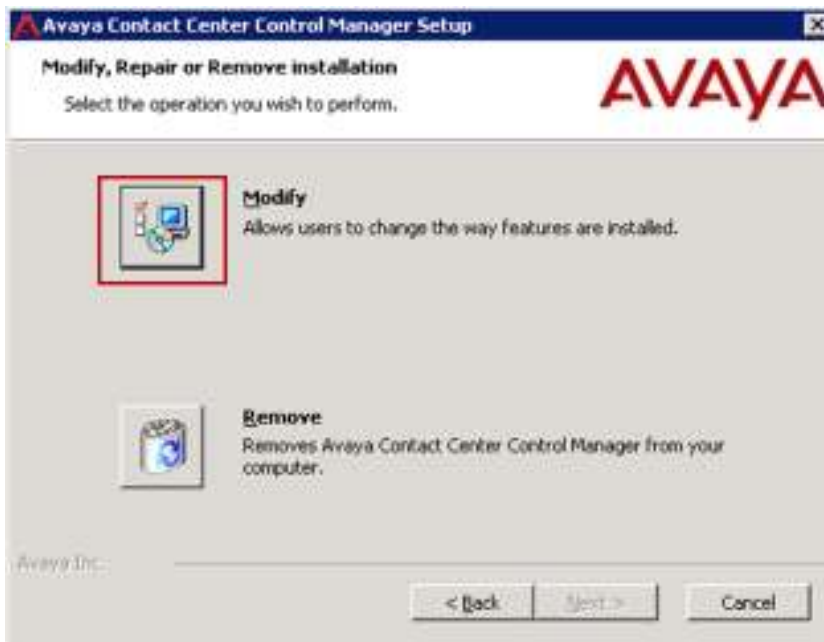 Avaya Contact Center Control Manager Setup
Modify, Repair or Remove installation
Select the operation you wish to perform.
AVAYA
Modify
Allows users to change the way features are installed.
Remove
Removes Avaya Contact Center Control Manager from your
computer.
Avaya Inc.
< Back
Next >
Cancel